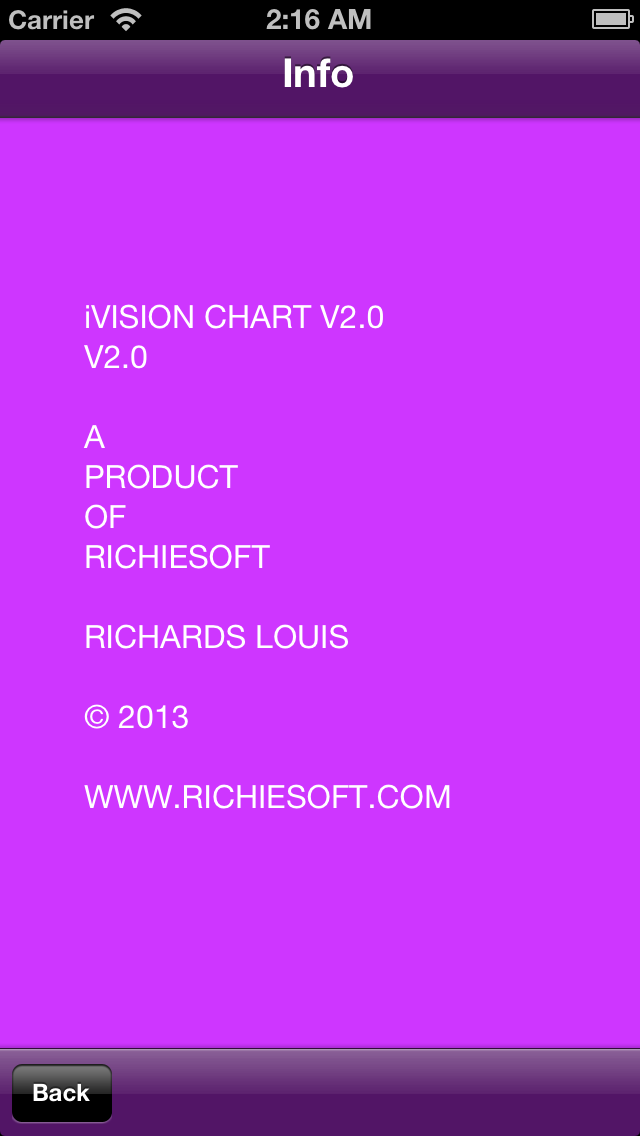 Carrier 2:16 AM
Info
iVISION CHART V2.0
V2.0
A
PRODUCT
OF
RICHIESOFT
RICHARDS LOUIS
© 2013
WWW.RICHIESOFT.COM
Back